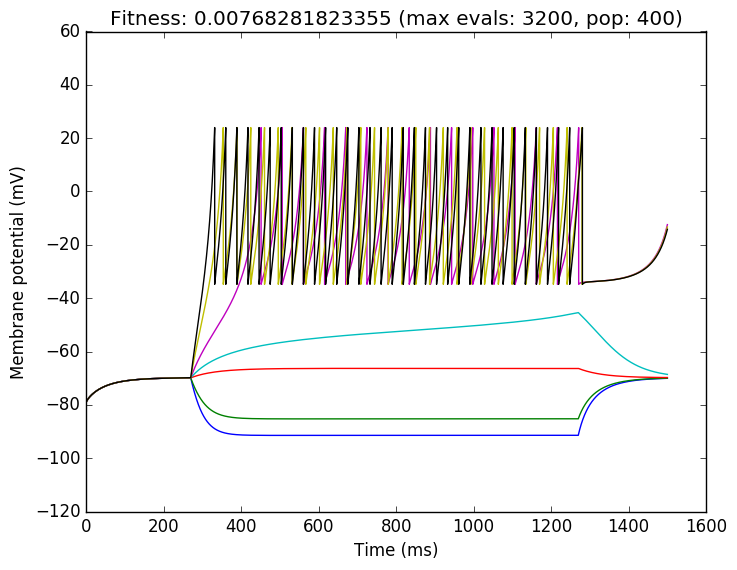 Fitness: 0.00768281823355 (max evals: 3200, pop: 400)
60
40
20
0
−20
−40
−60
−80
−100
−120
Membrane potential (mV)
0 200 400 600 800 1000 1200 1400 1600
Time (ms)